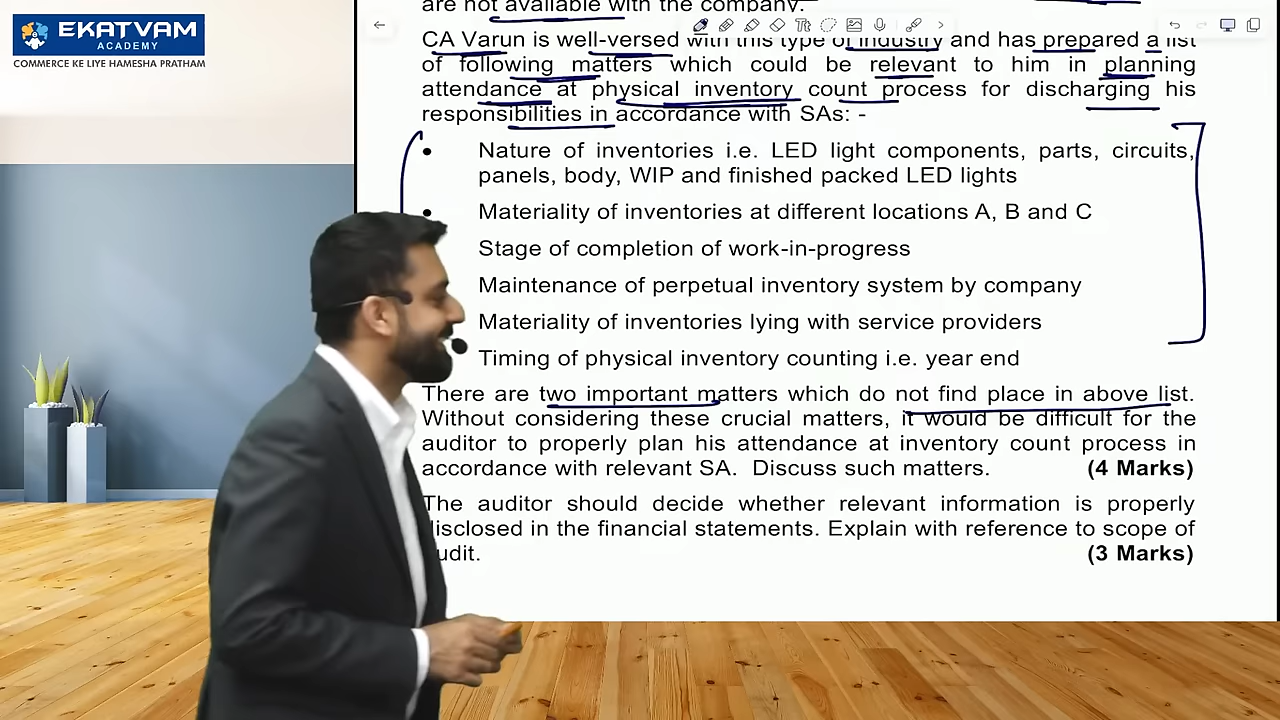 EKATVAM
ACADEMY
COMMERCE KE LIYE HAMESHA PRATHAM
are not available with the company.
CA Varun is well-versed with this type of industry and has prepared a list
of following matters which could be relevant to him in planning
attendance at physical inventory count process for discharging his
responsibilities in accordance with SAs: -
• Nature of inventories i.e. LED light components, parts, circuits,
panels, body, WIP and finished packed LED lights
• Materiality of inventories at different locations A, B and C
Stage of completion of work-in-progress
Maintenance of perpetual inventory system by company
Materiality of inventories lying with service providers
Timing of physical inventory counting i.e. year end
There are two important matters which do not find place in above list.
Without considering these crucial matters, it would be difficult for the
auditor to properly plan his attendance at inventory count process in
accordance with relevant SA. Discuss such matters. (4 Marks)
The auditor should decide whether relevant information is properly
disclosed in the financial statements. Explain with reference to scope of
audit. (3 Marks)